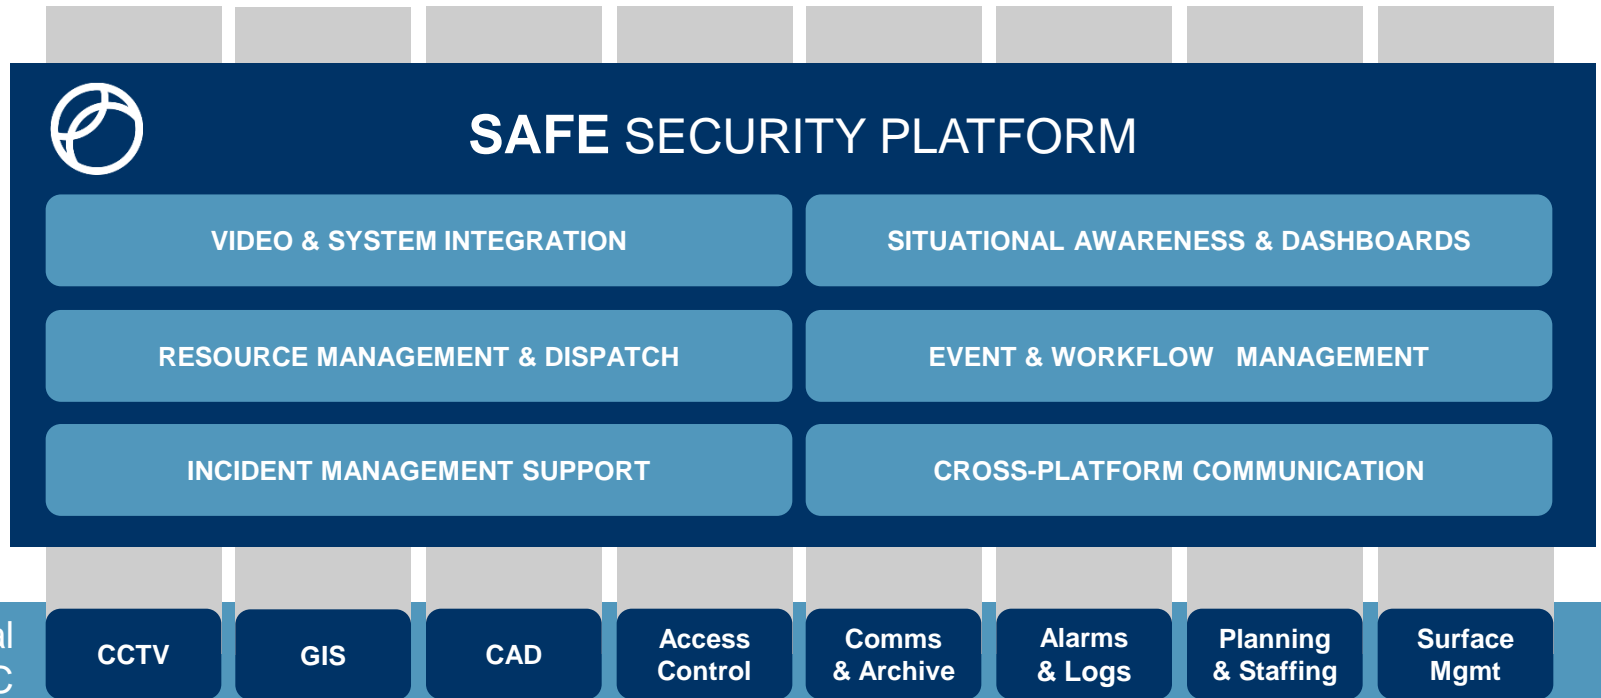 SAFE SECURITY PLATFORM
VIDEO & SYSTEM INTEGRATION
SITUATIONAL AWARENESS & DASHBOARDS
RESOURCE MANAGEMENT & DISPATCH
EVENT & WORKFLOW MANAGEMENT
INCIDENT MANAGEMENT SUPPORT
CROSS-PLATFORM COMMUNICATION
CCTV
GIS
CAD
Access
Control
Comms
& Archive
Alarms
& Logs
Planning
& Staffing
Surface
Mgmt